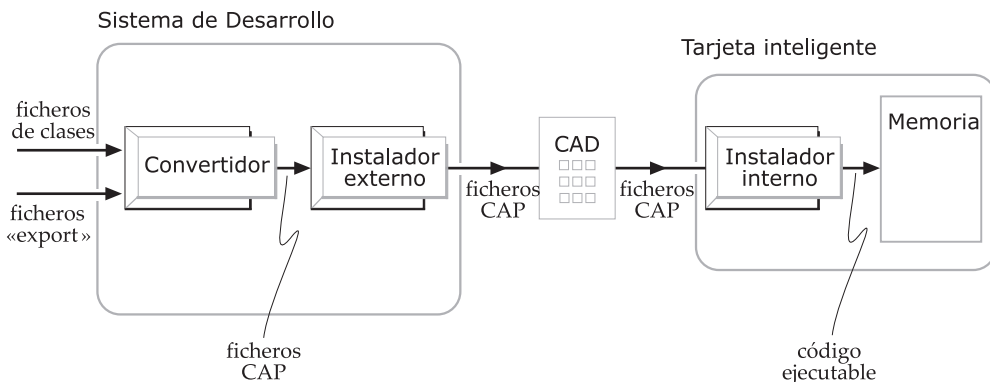 Sistema de Desarrollo
Tarjeta inteligente
ficheros
de clases
ficheros
«export»
Convertidor
Instalador
externo
ficheros
CAP
ficheros
CAP
CAD
ficheros
CAP
Instalador
interno
Memoria
código
ejecutable